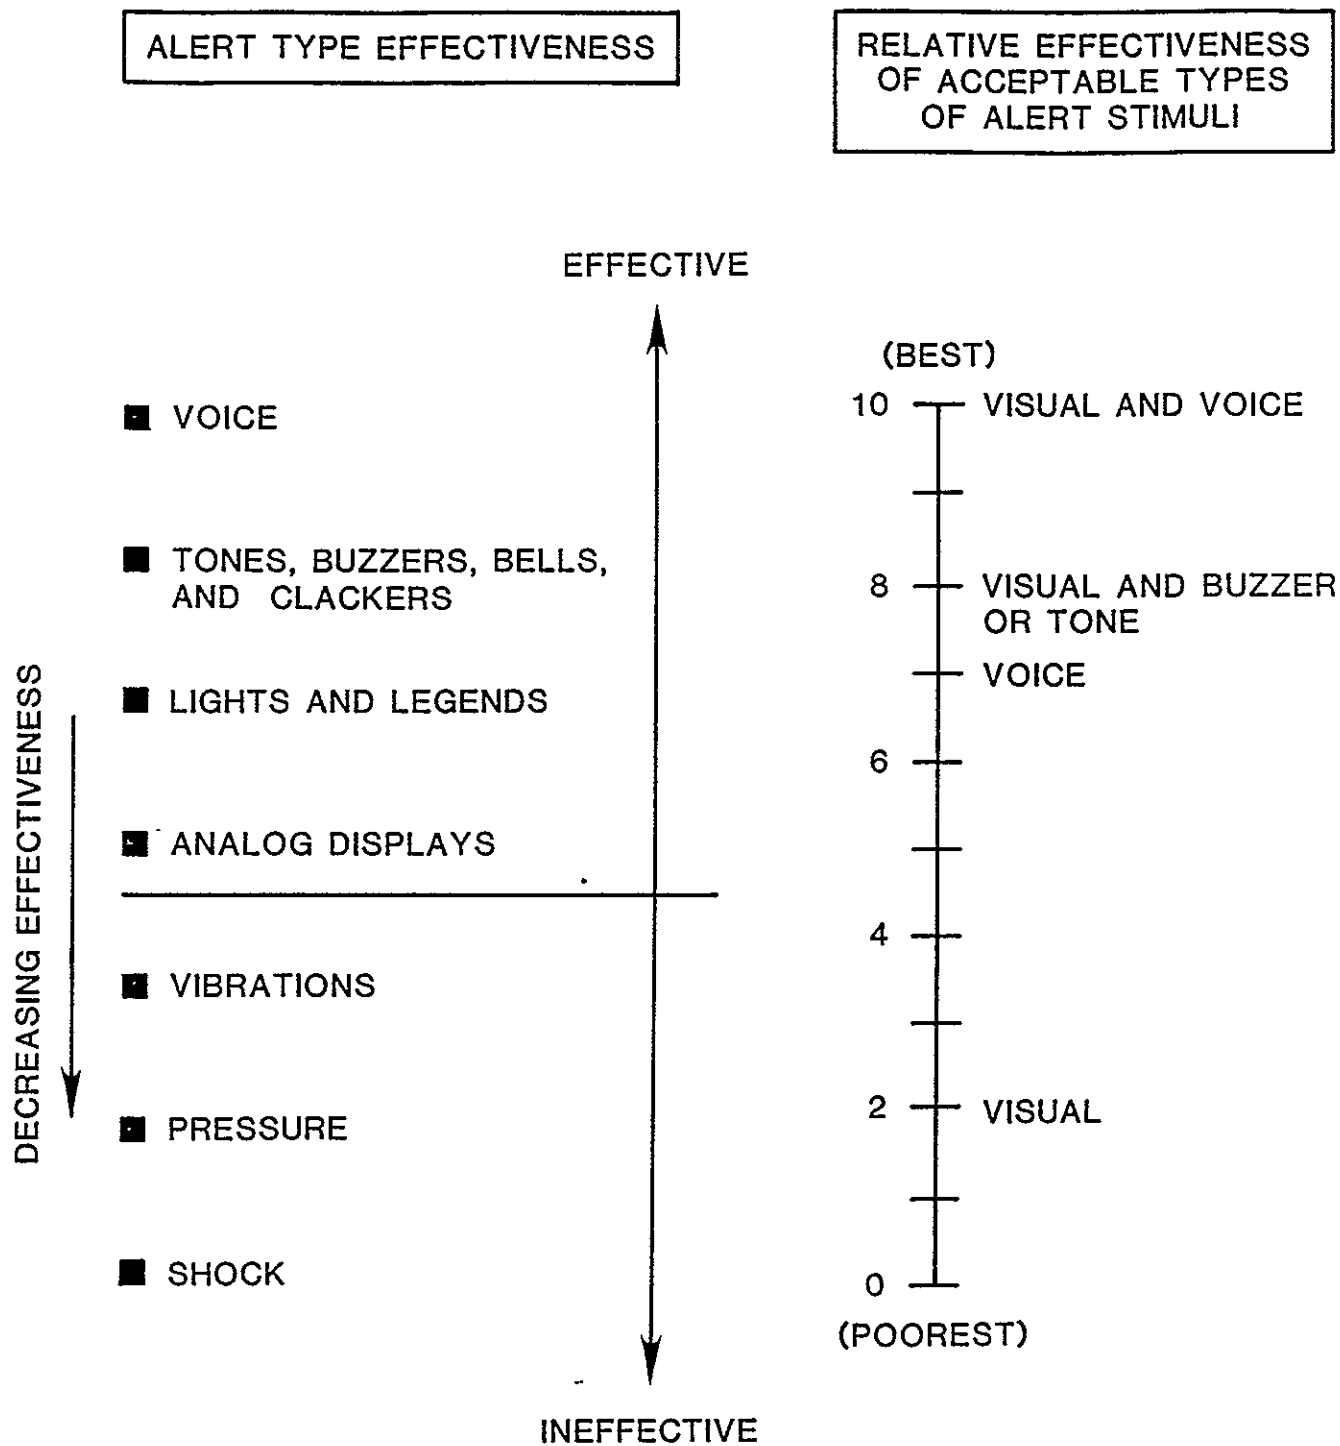 ALERT TYPE EFFECTIVENESS
RELATIVE EFFECTIVENESS
OF ACCEPTABLE TYPES
OF ALERT STIMULI
DECREASING EFFECTIVENESS
VOICE
TONES, BUZZERS, BELLS,
AND CLACKERS
LIGHTS AND LEGENDS
ANALOG DISPLAYS
VIBRATIONS
PRESSURE
SHOCK
EFFECTIVE
INEFFECTIVE
(BEST)
10 VISUAL AND VOICE
8 VISUAL AND BUZZER
OR TONE
VOICE
6
4
2 VISUAL
0
(POOREST)